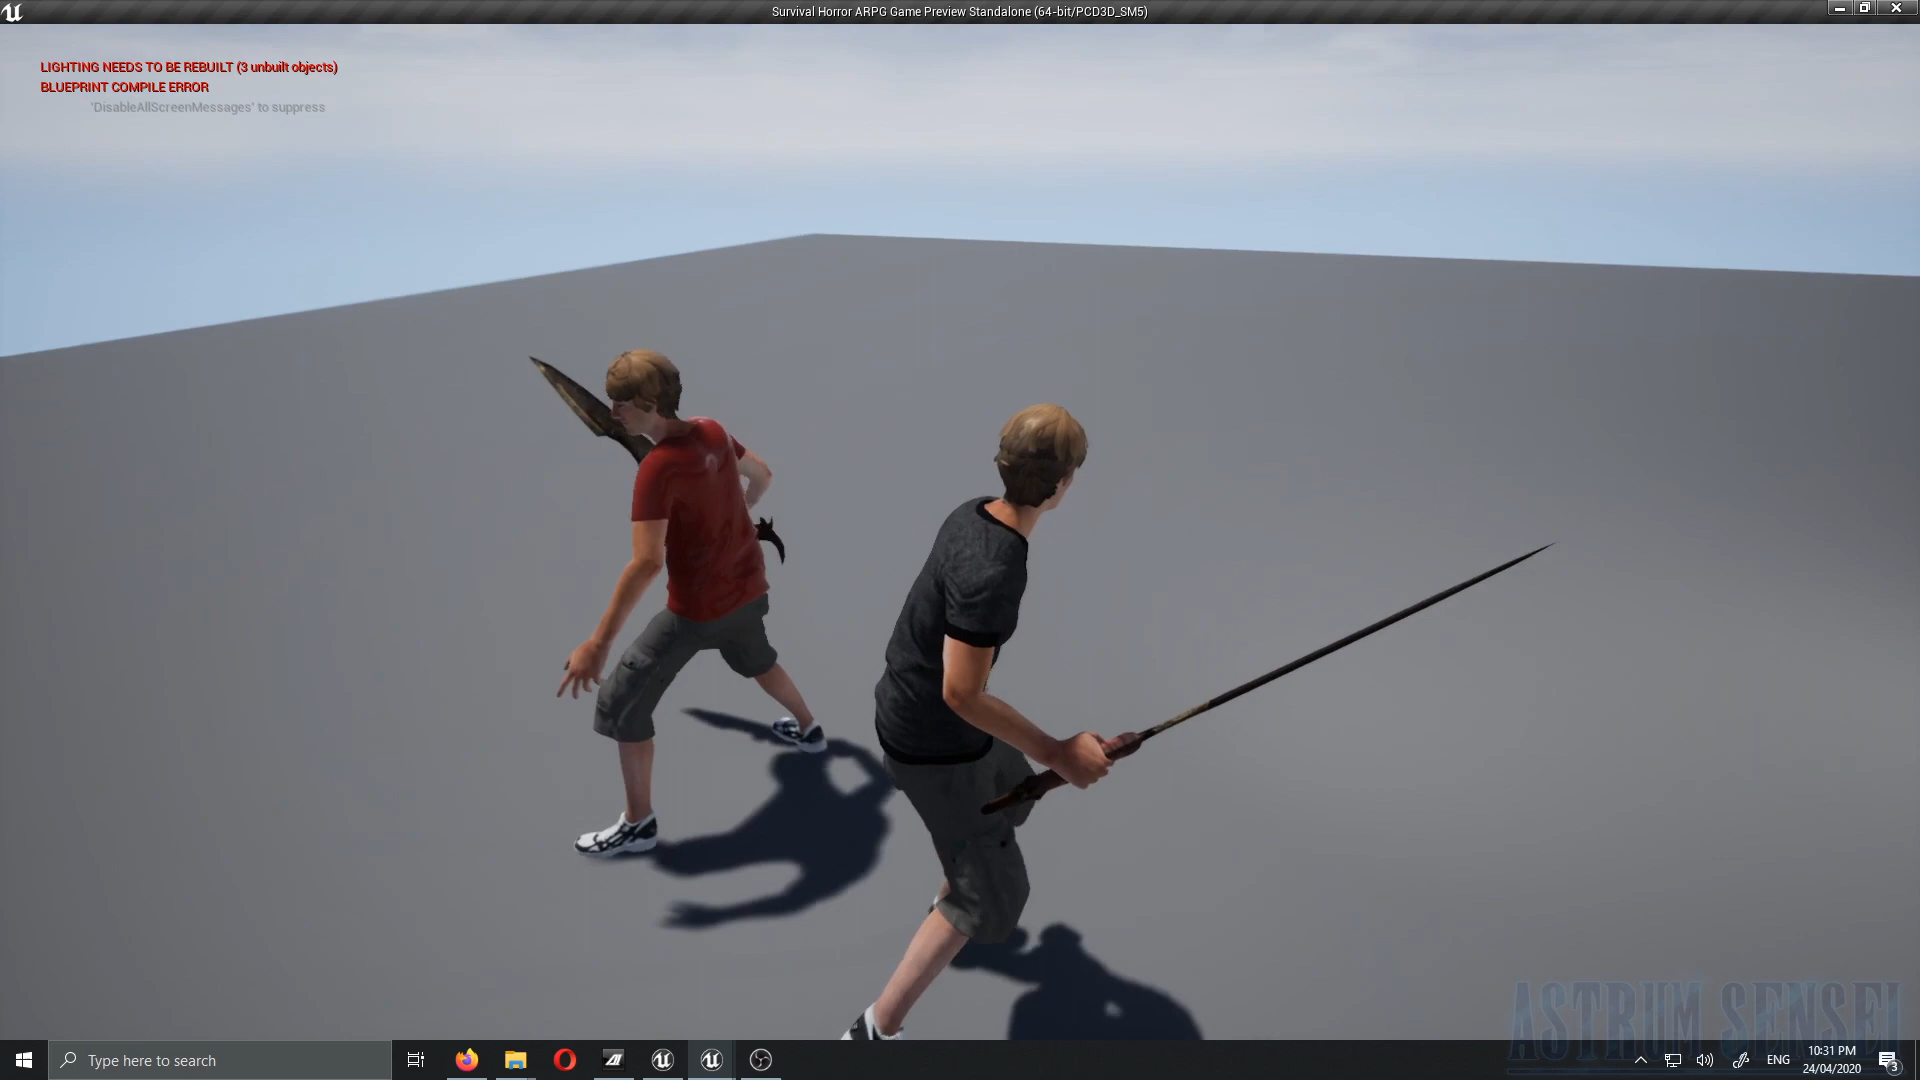 Survival Horror ARPG Game Preview Standalone (64-bit/PCD3D_SM5)
LIGHTING NEEDS TO BE REBUILT (3 unbuilt objects)
BLUEPRINT COMPILE ERROR
'DisableAllScreenMessages' to suppress
ASTRUM SENSEI
Type here to search
ENG
10:31 PM
24/04/2020
3